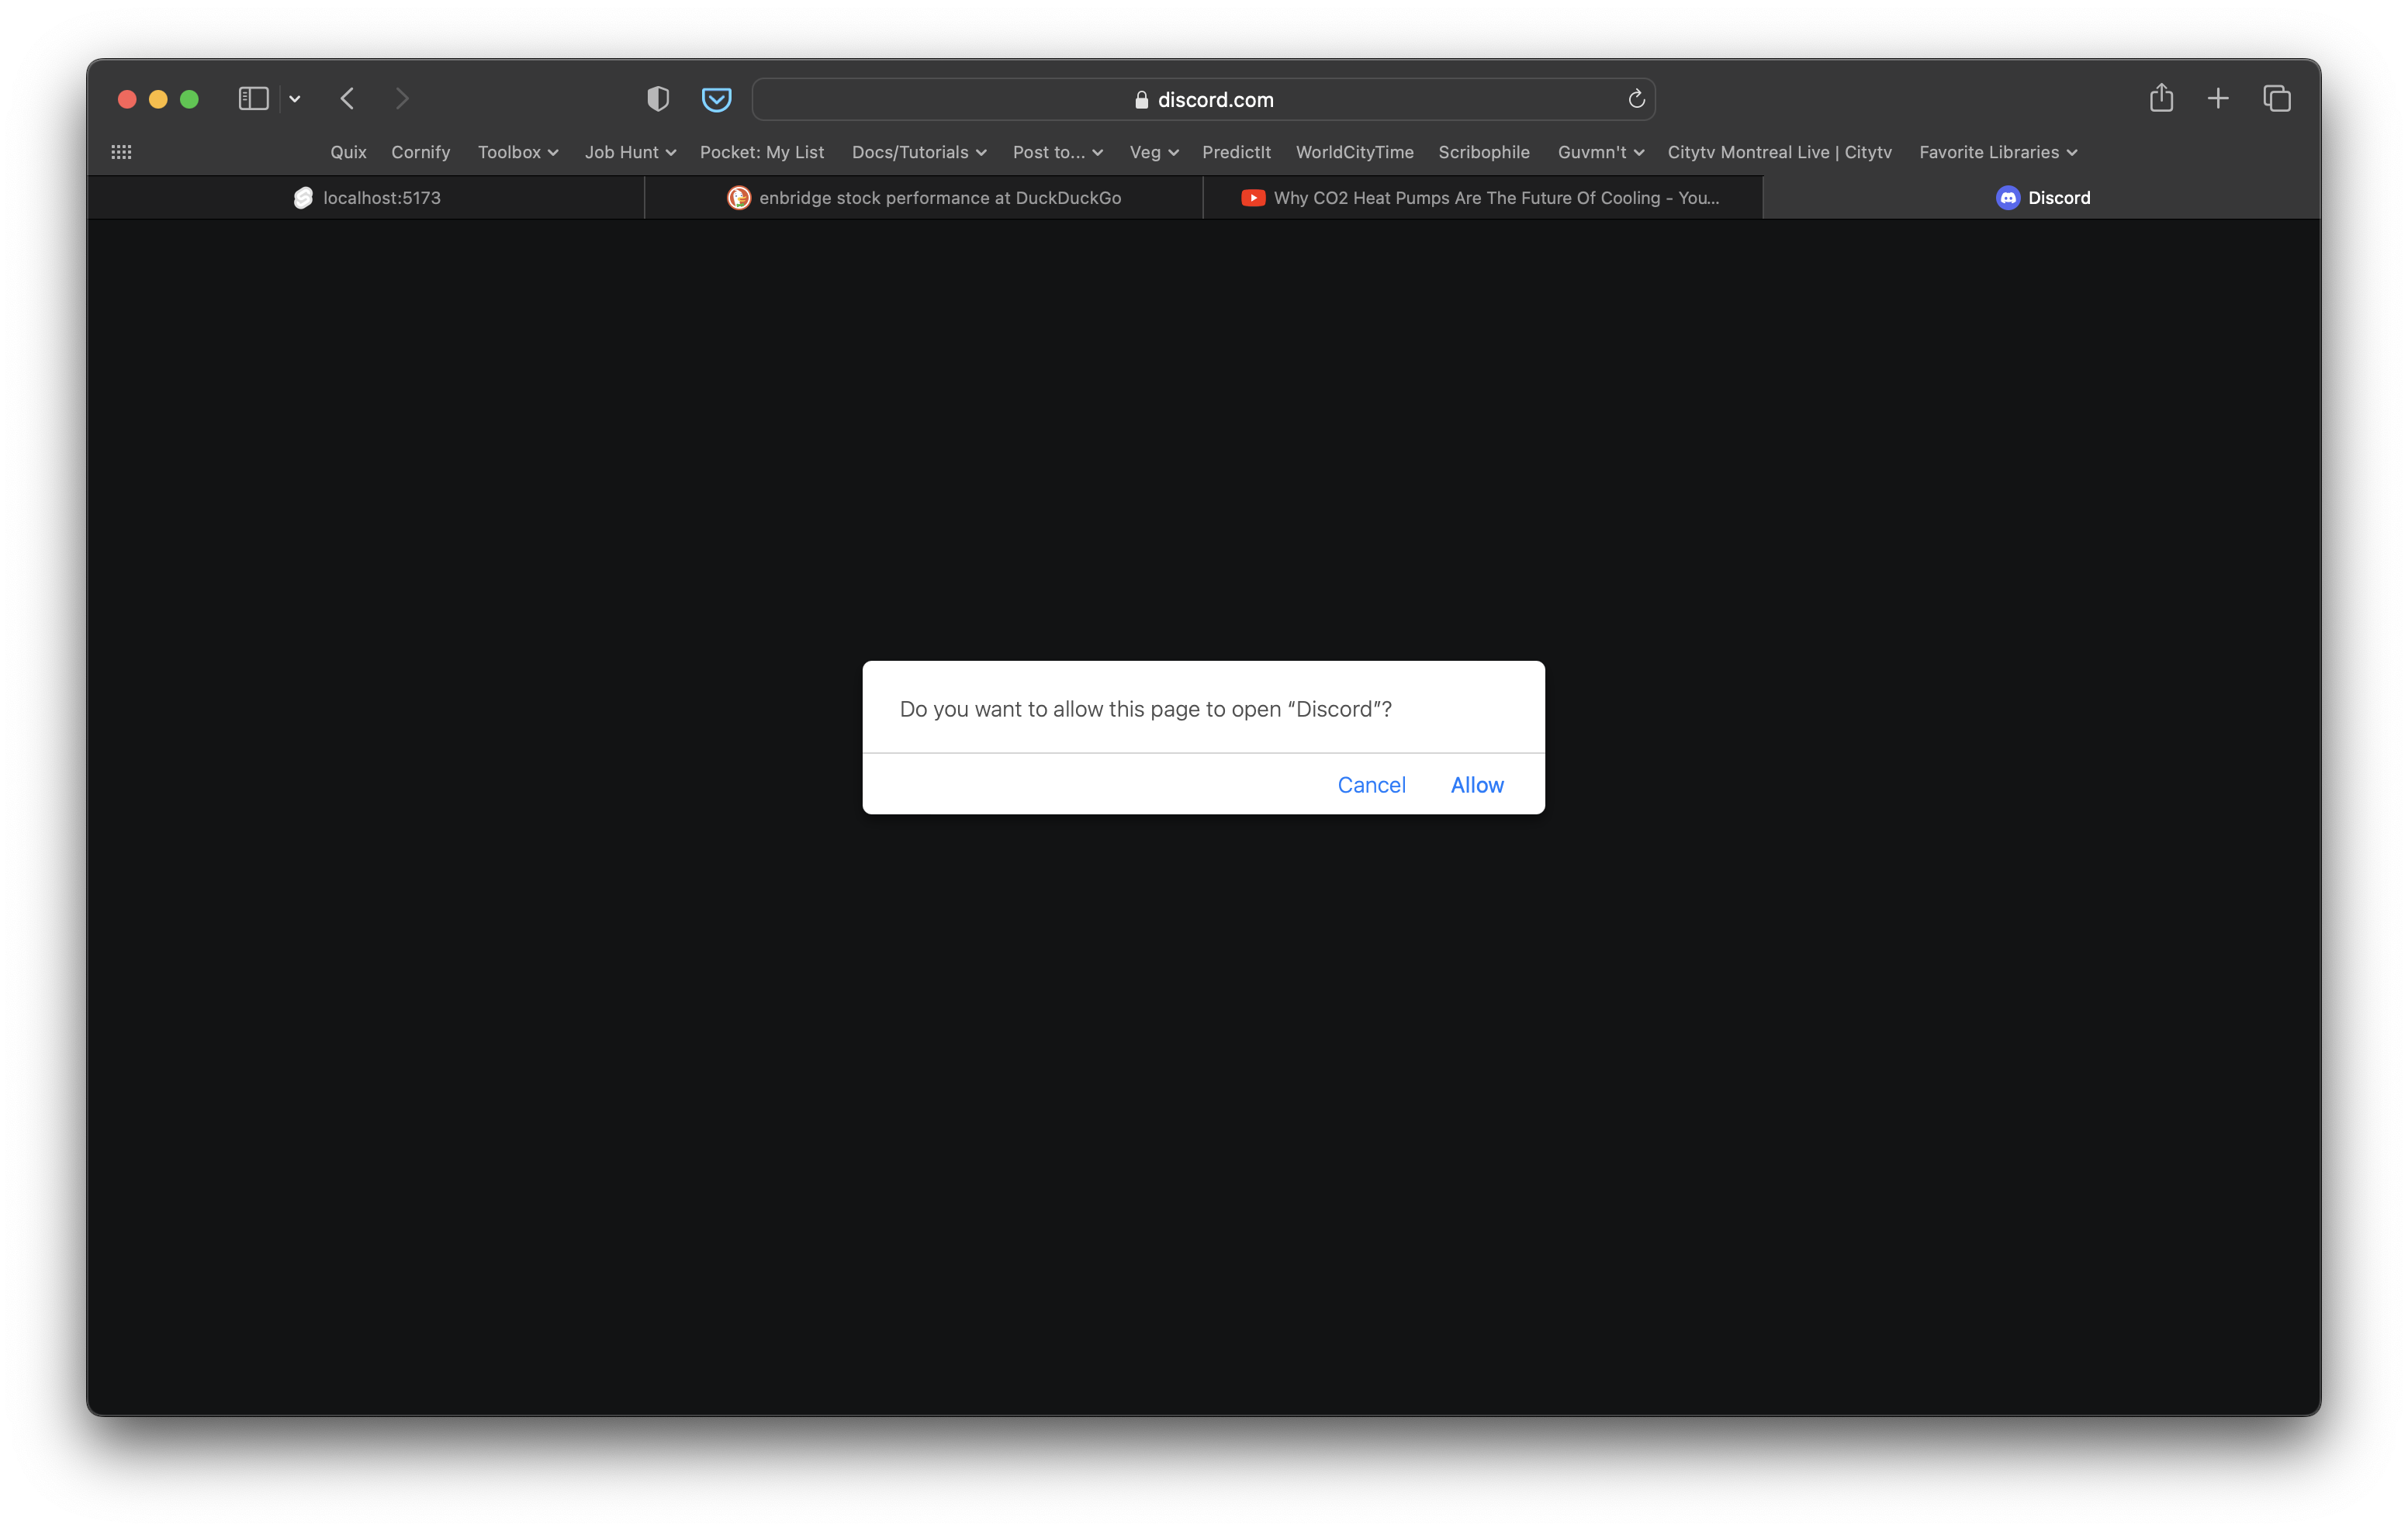 discord.com
Quix Cornify Toolbox Job Hunt Pocket: My List Docs/Tutorials Post to... Veg PredictIt WorldCityTime Scribophile Guvmn't Citytv Montreal Live | Citytv Favorite Libraries
localhost:5173 enbridge stock performance at DuckDuckGo Why CO2 Heat Pumps Are The Future Of Cooling - You... Discord
Do you want to allow this page to open “Discord”?
Cancel Allow